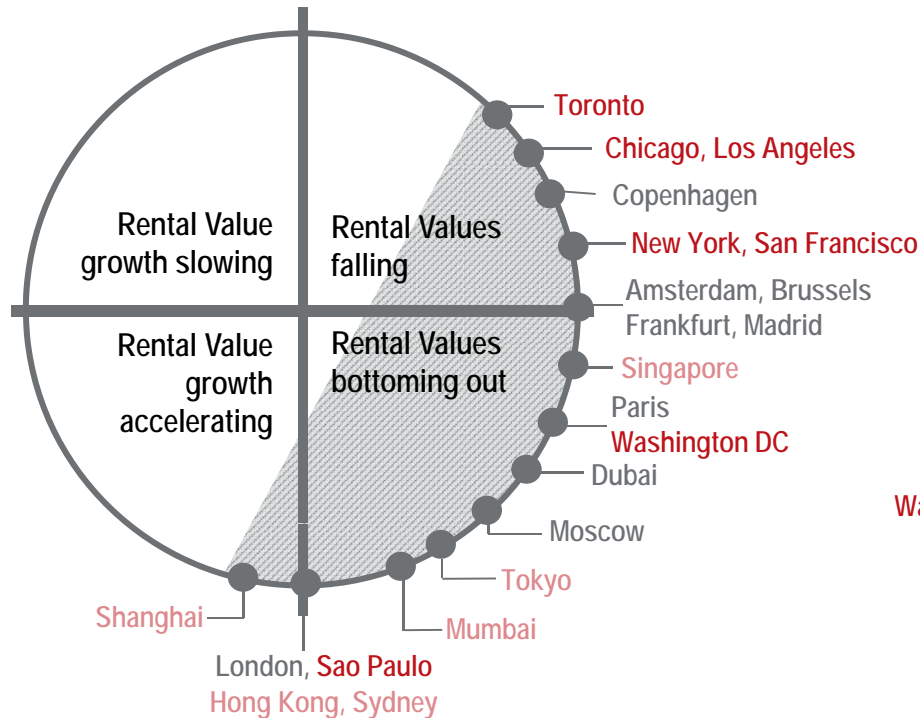 Toronto
Chicago, Los Angeles
Copenhagen
Rental Value
growth slowing
Rental Values
falling
New York, San Francisco
Amsterdam, Brussels
Frankfurt, Madrid
Rental Value
growth
accelerating
Rental Values
bottoming out
Singapore
Paris
Washington DC
Dubai
Wa
Moscow
Tokyo
Shanghai
Mumbai
London, Sao Paulo
Hong Kong, Sydney